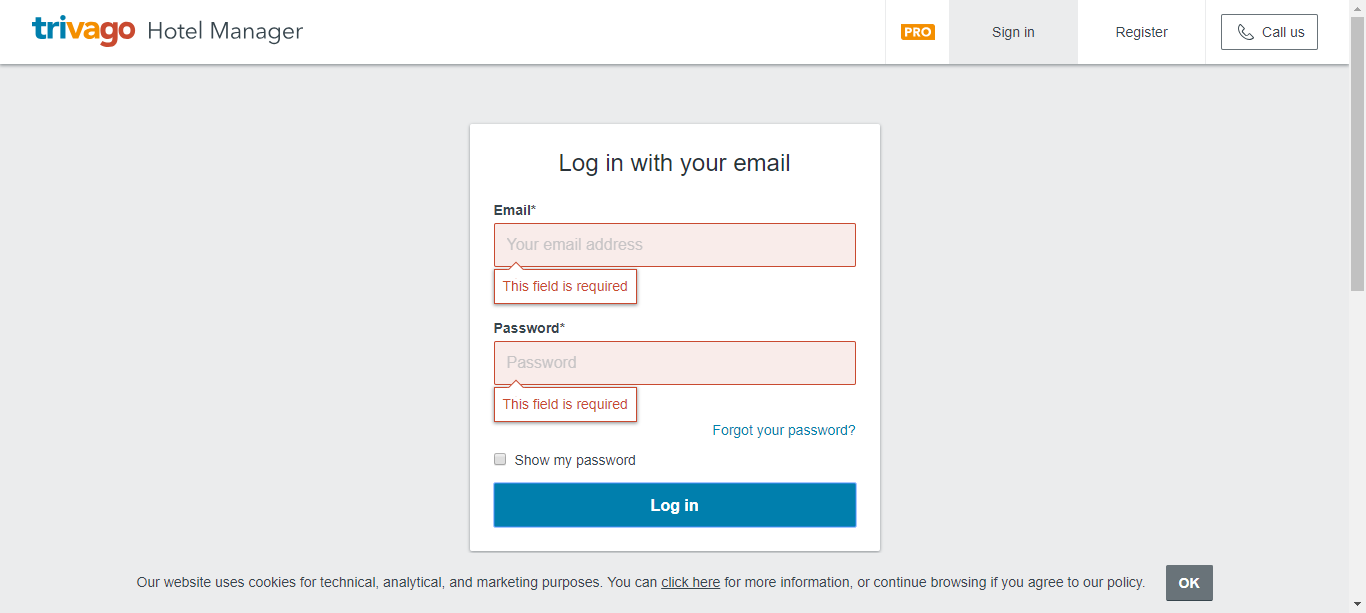 trivago Hotel Manager
PRO
Sign in
Register
Call us
Log in with your email
Email*
Your email address
This field is required
Password*
Password
This field is required
Forgot your password?
Show my password
Log in
Our website uses cookies for technical, analytical, and marketing purposes. You can click here for more information, or continue browsing if you agree to our policy.
OK